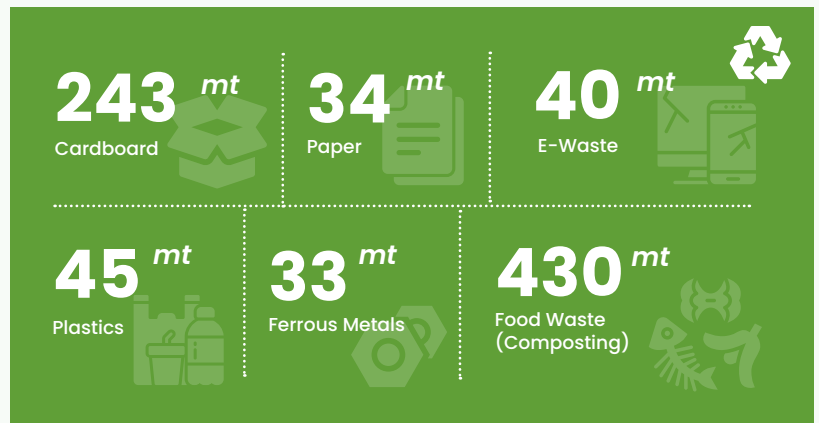 243 mt
Cardboard
34 mt
Paper
40 mt
E-Waste
45 mt
Plastics
33 mt
Ferrous Metals
430 mt
Food Waste
(Composting)